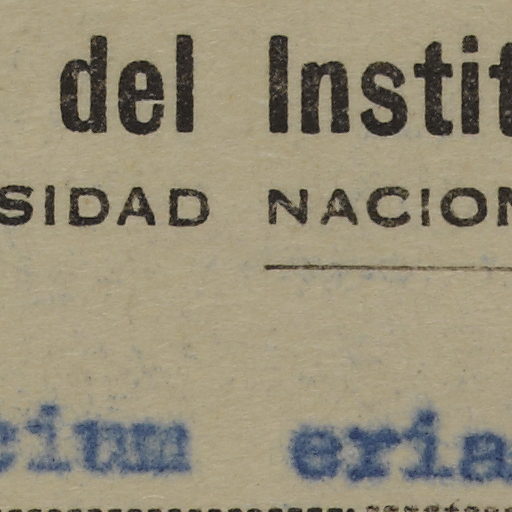 del Instit
SIDAD NACION
cium eria